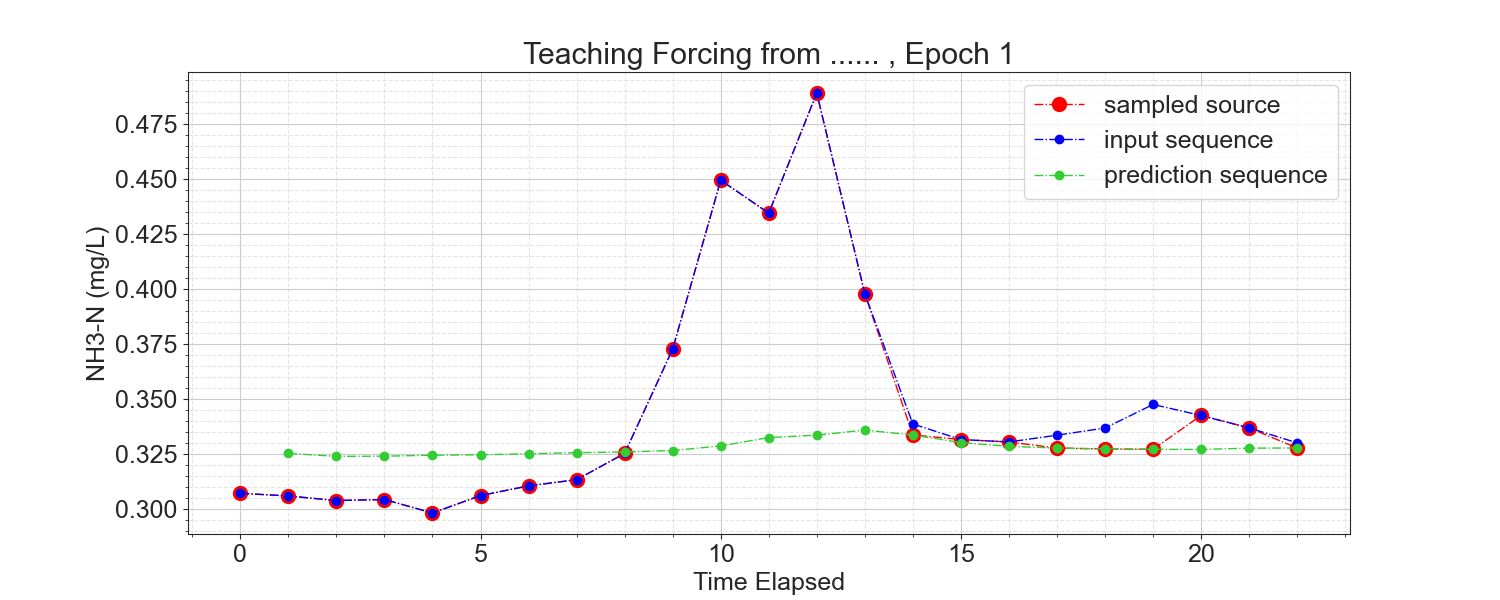 Teaching Forcing from ...... , Epoch 1
sampled source
input sequence
prediction sequence
NH3-N (mg/L)
0.475
0.450
0.425
0.400
0.375
0.350
0.325
0.300
0 5 10 15 20
Time Elapsed